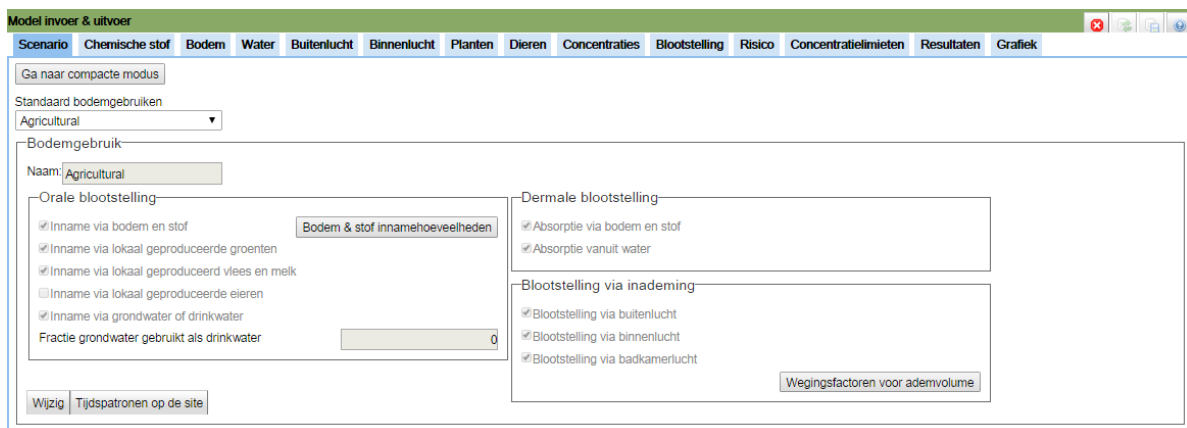 Model invoer & uitvoer
Scenario Chemische stof Bodem Water Buitenlucht Binnenlucht Planten Dieren Concentraties Blootstelling Risico Concentratielimieten Resultaten Grafiek
Ga naar compacte modus
Standaard bodemgebruiken
Agricultural
Bodemgebruik
Naam: Agricultural
Orale blootstelling
Inname via bodem en stof Bodem & stof innamehoeveelheden
Inname via lokaal geproduceerde groenten
Inname via lokaal geproduceerd vlees en melk
Inname via lokaal geproduceerde eieren
Inname via grondwater of drinkwater
Fractie grondwater gebruikt als drinkwater 0
Dermale blootstelling
Absorptie via bodem en stof
Absorptie vanuit water
Blootstelling via inademing
Blootstelling via buitenlucht
Blootstelling via binnenlucht
Blootstelling via badkamerlucht
Wegingsfactoren voor ademvolume
Wijzig Tijdspatronen op de site